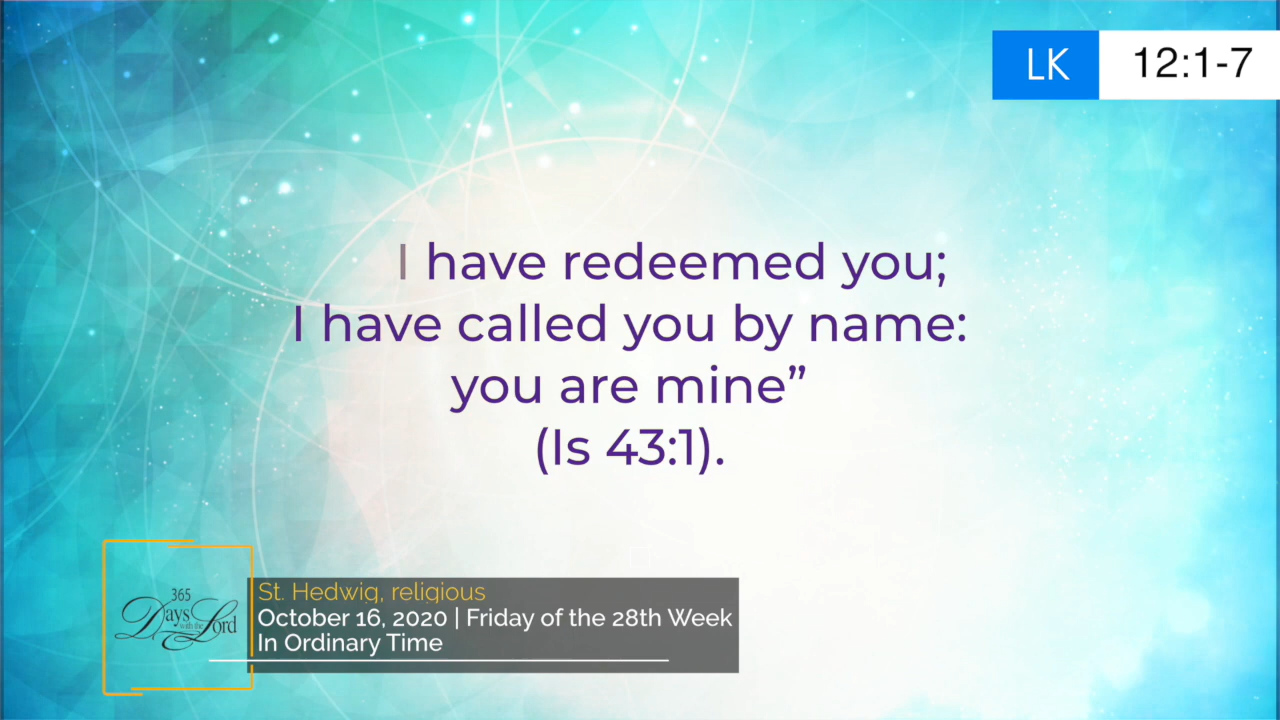 LK 12:1-7
I have redeemed you;
I have called you by name:
you are mine”
(Is 43:1).
365
Days with the Lord
St. Hedwig, religious
October 16, 2020 | Friday of the 28th Week
In Ordinary Time